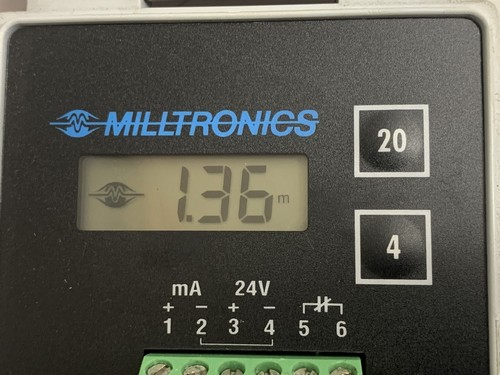 MILLTRONICS
20
1.36 m
4
mA 24V
+ − + −
1 2 3 4 5 6